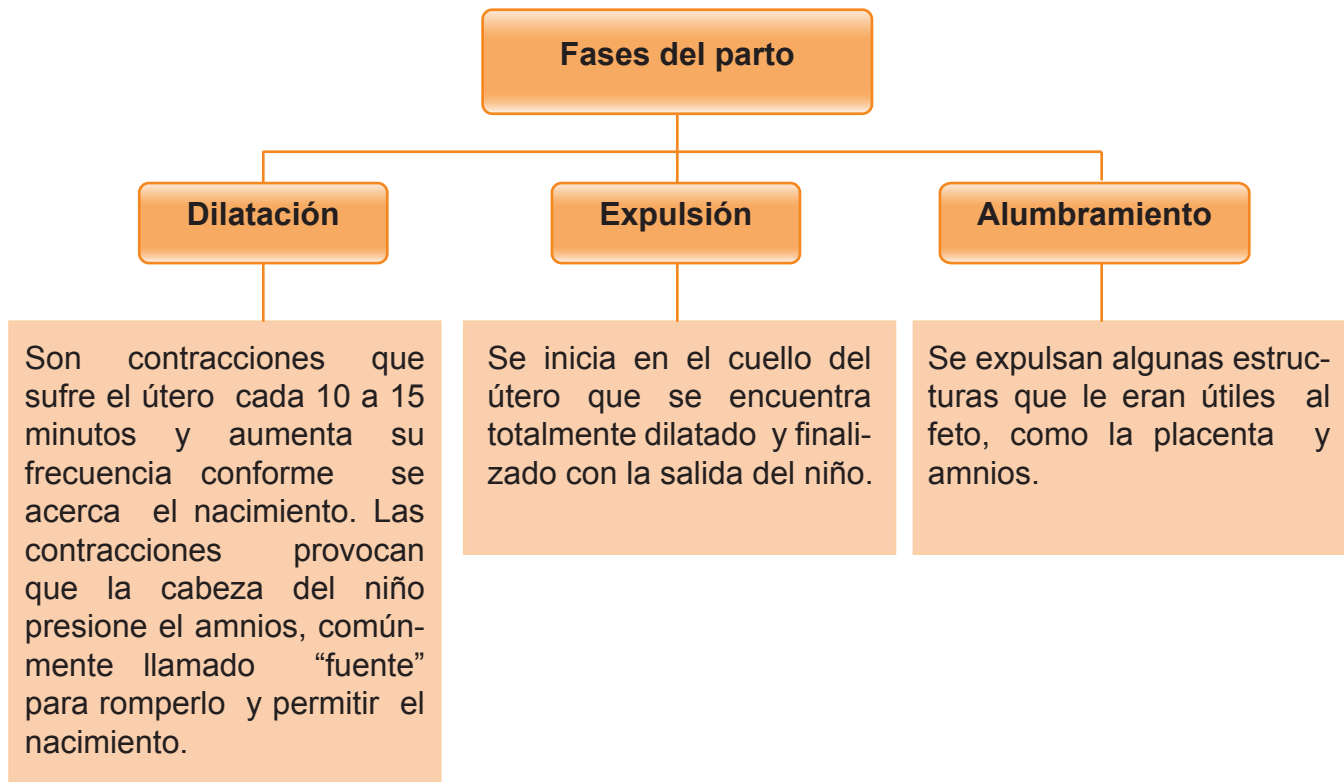 Fases del parto
Dilatación
Expulsión
Alumbramiento
Son contracciones que
sufre el útero cada 10 a 15
minutos y aumenta su
frecuencia conforme se
acerca el nacimiento. Las
contracciones provocan
que la cabeza del niño
presione el amnios, común-
mente llamado “fuente”
para romperlo y permitir el
nacimiento.
Se inicia en el cuello del
útero que se encuentra
totalmente dilatado y finali-
zado con la salida del niño.
Se expulsan algunas estruc-
turas que le eran útiles al
feto, como la placenta y
amnios.